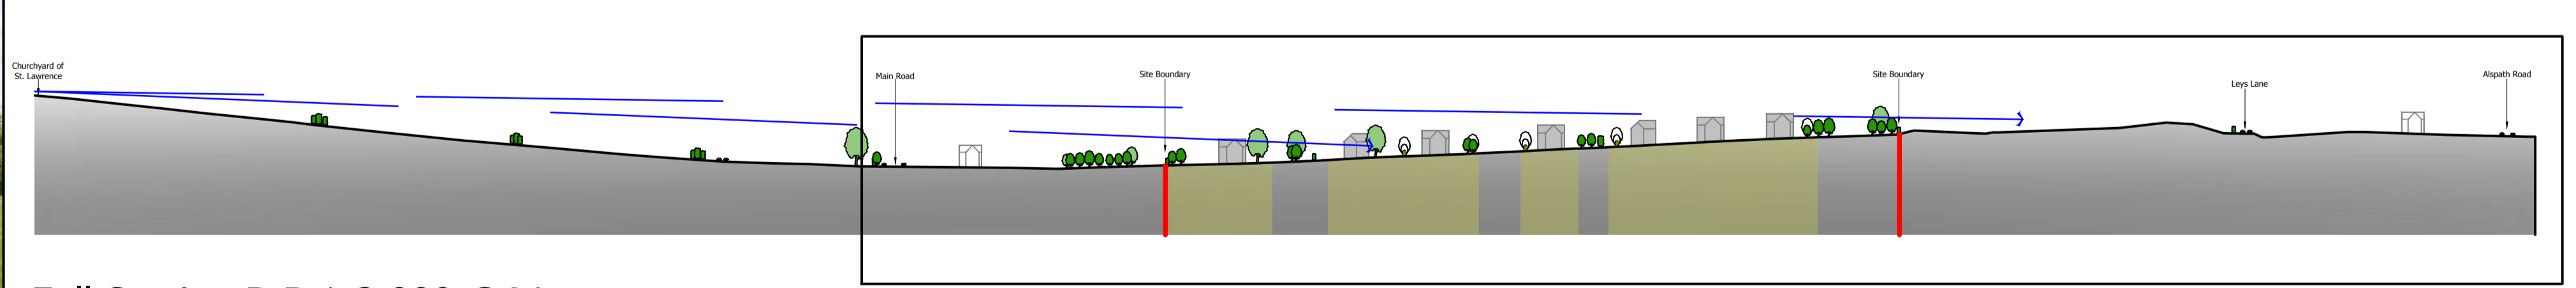 Churchyard of
St. Lawrence
Main Road
Site Boundary
Site Boundary
Leys Lane
Alspath Road